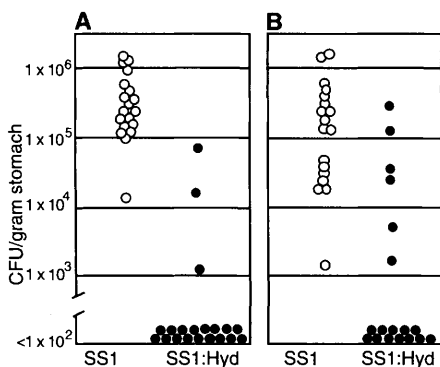 A
B
CFU/gram stomach
1 x 10⁶
1 x 10⁵
1 x 10⁴
1 x 10³
<1 x 10²
SS1
SS1:Hyd
SS1
SS1:Hyd